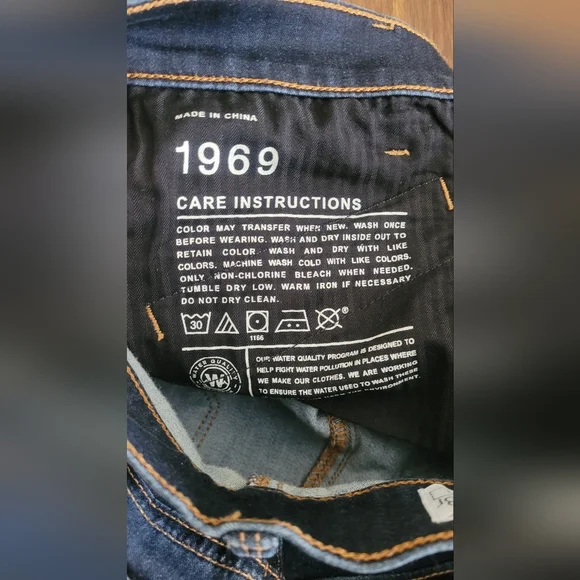 MADE IN CHINA
1969
CARE INSTRUCTIONS
COLOR MAY TRANSFER WHEN NEW. WASH ONCE
BEFORE WEARING. WASH AND DRY INSIDE OUT TO
RETAIN COLOR. WASH AND DRY WITH LIKE
COLORS. MACHINE WASH COLD WITH LIKE COLORS.
ONLY NON-CHLORINE BLEACH WHEN NEEDED.
TUMBLE DRY LOW. WARM IRON IF NECESSARY
DO NOT DRY CLEAN.
30 ®
1156
WATER QUALITY
W
OUR WATER QUALITY PROGRAM IS DESIGNED TO
HELP FIGHT WATER POLLUTION IN PLACES WHERE
WE MAKE OUR CLOTHES. WE ARE WORKING
TO ENSURE THE WATER USED TO WASH THESE
ENVIRONMENT.